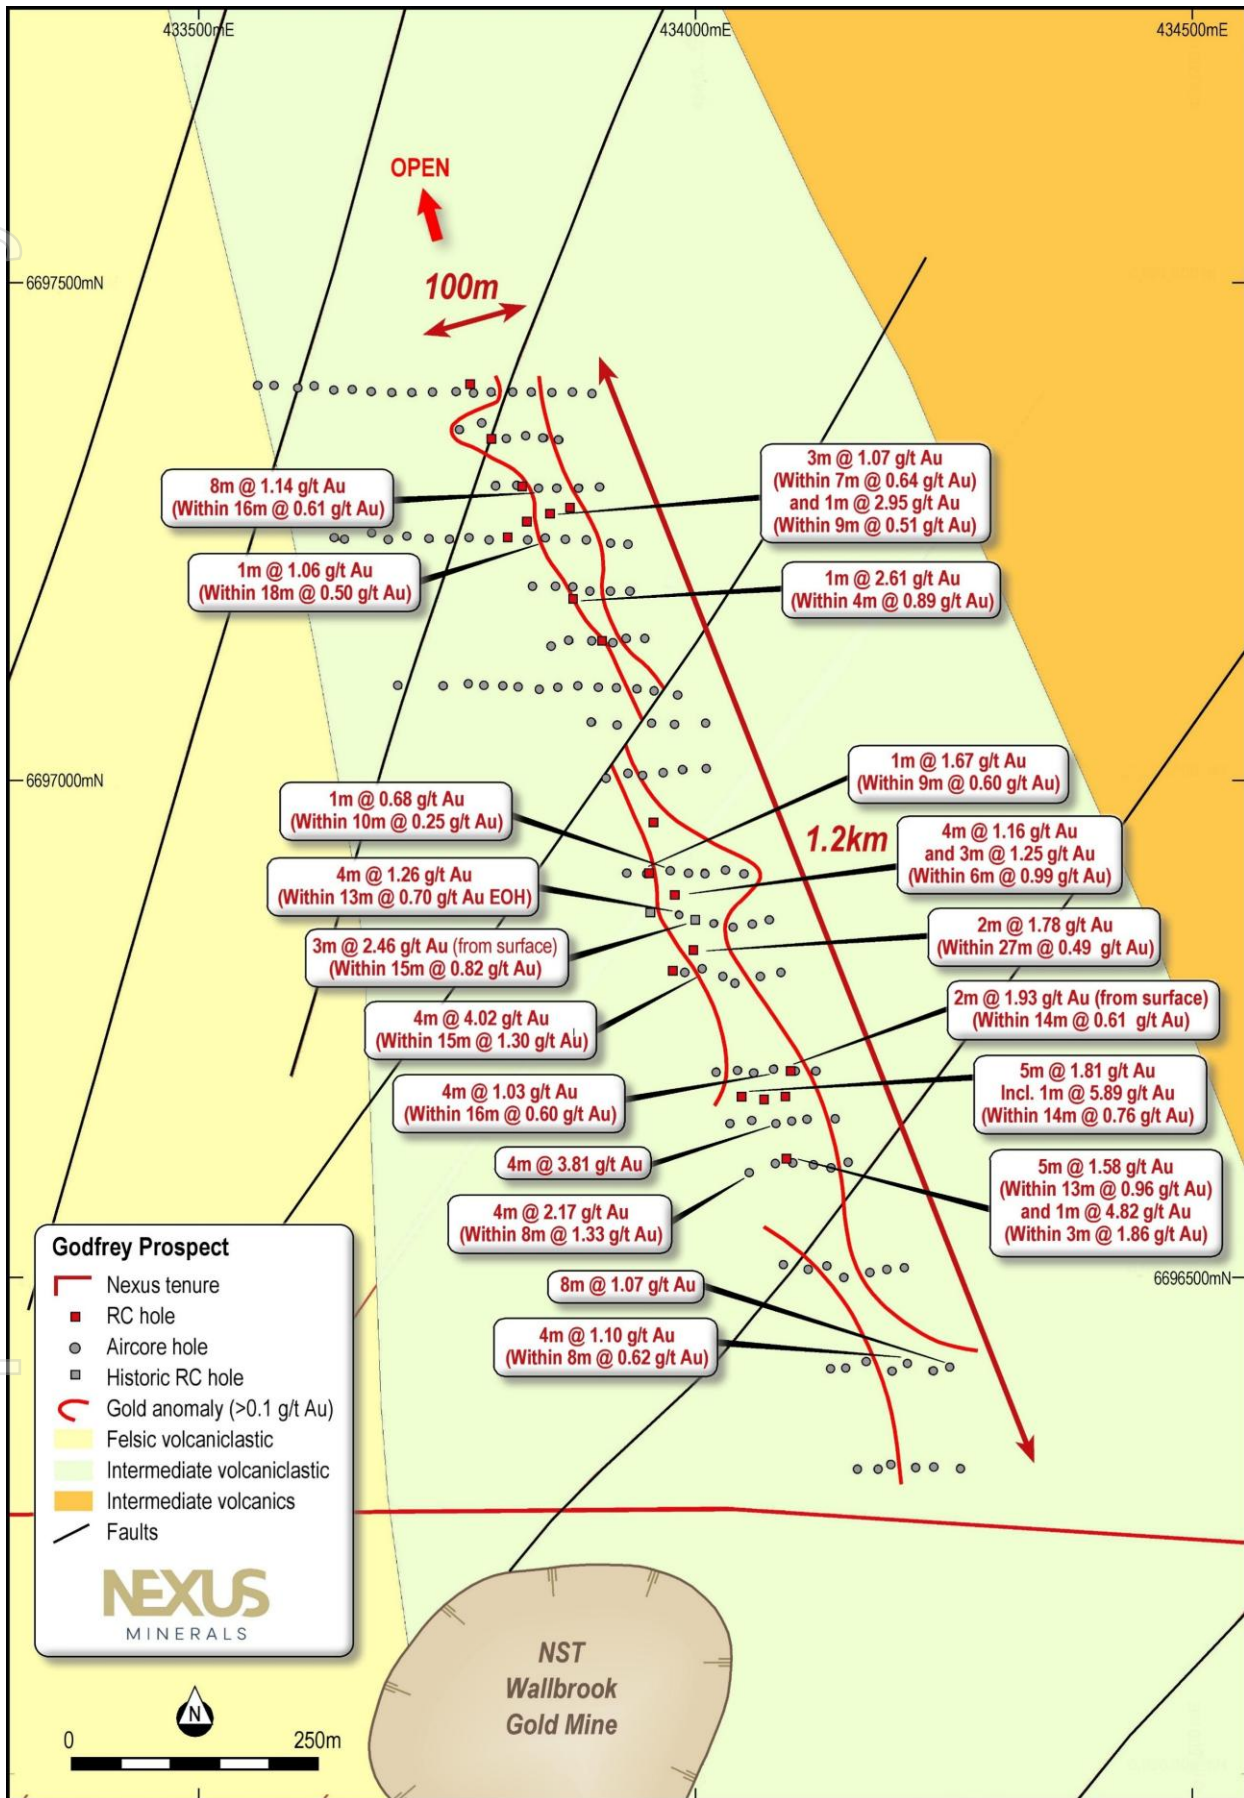 433500mE
434000mE
434500mE
OPEN
6697500mN
100m
3m @ 1.07 g/t Au
(Within 7m @ 0.64 g/t Au)
and 1m @ 2.95 g/t Au
(Within 9m @ 0.51 g/t Au)
8m @ 1.14 g/t Au
(Within 16m @ 0.61 g/t Au)
1m @ 1.06 g/t Au
(Within 18m @ 0.50 g/t Au)
1m @ 2.61 g/t Au
(Within 4m @ 0.89 g/t Au)
6697000mN
1m @ 1.67 g/t Au
(Within 9m @ 0.60 g/t Au)
1m @ 0.68 g/t Au
(Within 10m @ 0.25 g/t Au)
1.2km
4m @ 1.16 g/t Au
and 3m @ 1.25 g/t Au
(Within 6m @ 0.99 g/t Au)
4m @ 1.26 g/t Au
(Within 13m @ 0.70 g/t Au EOH)
2m @ 1.78 g/t Au
(Within 27m @ 0.49 g/t Au)
3m @ 2.46 g/t Au (from surface)
(Within 15m @ 0.82 g/t Au)
2m @ 1.93 g/t Au (from surface)
(Within 14m @ 0.61 g/t Au)
4m @ 4.02 g/t Au
(Within 15m @ 1.30 g/t Au)
5m @ 1.81 g/t Au
Incl. 1m @ 5.89 g/t Au
(Within 14m @ 0.76 g/t Au)
4m @ 1.03 g/t Au
(Within 16m @ 0.60 g/t Au)
4m @ 3.81 g/t Au
5m @ 1.58 g/t Au
(Within 13m @ 0.96 g/t Au)
and 1m @ 4.82 g/t Au
(Within 3m @ 1.86 g/t Au)
4m @ 2.17 g/t Au
(Within 8m @ 1.33 g/t Au)
6696500mN
8m @ 1.07 g/t Au
4m @ 1.10 g/t Au
(Within 8m @ 0.62 g/t Au)
Godfrey Prospect
Nexus tenure
RC hole
Aircore hole
Historic RC hole
Gold anomaly (>0.1 g/t Au)
Felsic volcaniclastic
Intermediate volcaniclastic
Intermediate volcanics
Faults
NEXUS
MINERALS
NST
Wallbrook
Gold Mine
N
0
250m